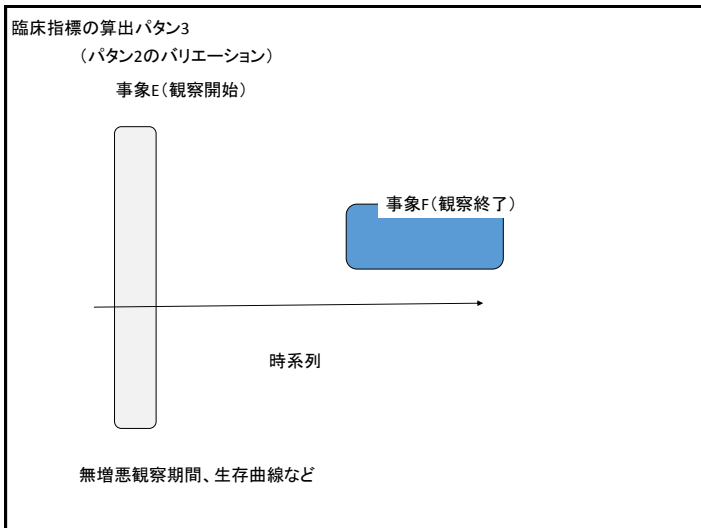 臨床指標の算出パタン3
（パタン2のバリエーション）
事象E（観察開始）
事象F（観察終了）
時系列
無増悪観察期間、生存曲線など